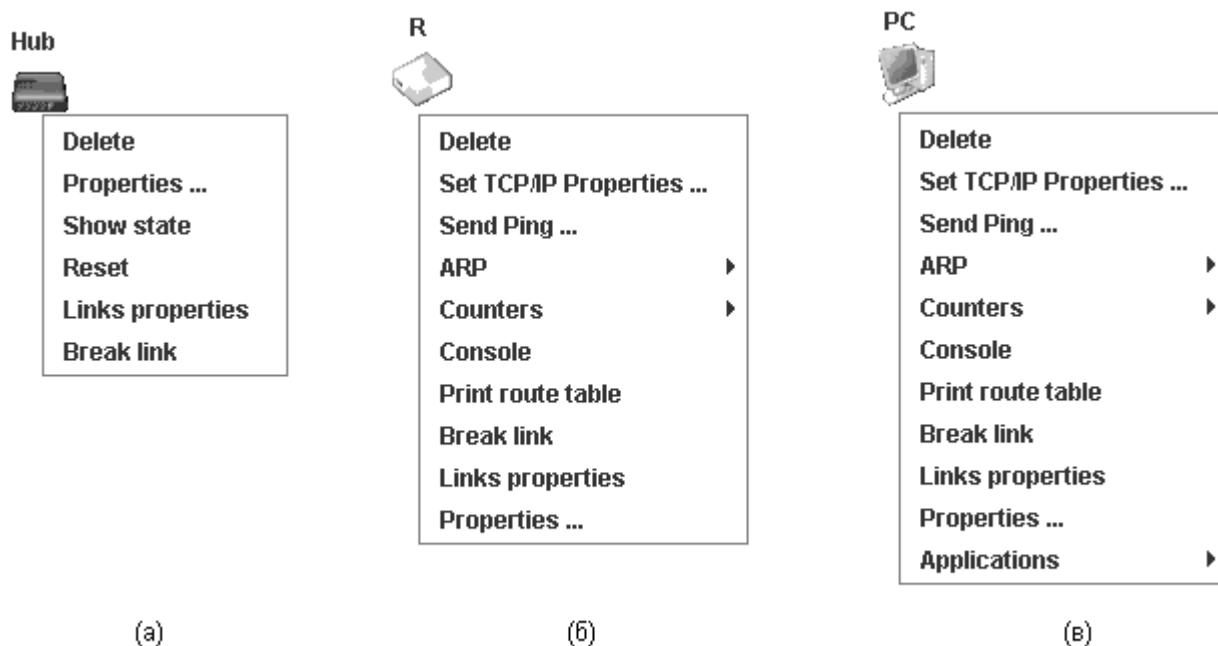 Hub
Delete
Properties ...
Show state
Reset
Links properties
Break link
(а)
R
Delete
Set TCP/IP Properties ...
Send Ping ...
ARP
Counters
Console
Print route table
Break link
Links properties
Properties ...
(б)
PC
Delete
Set TCP/IP Properties ...
Send Ping ...
ARP
Counters
Console
Print route table
Break link
Links properties
Properties ...
Applications
(в)